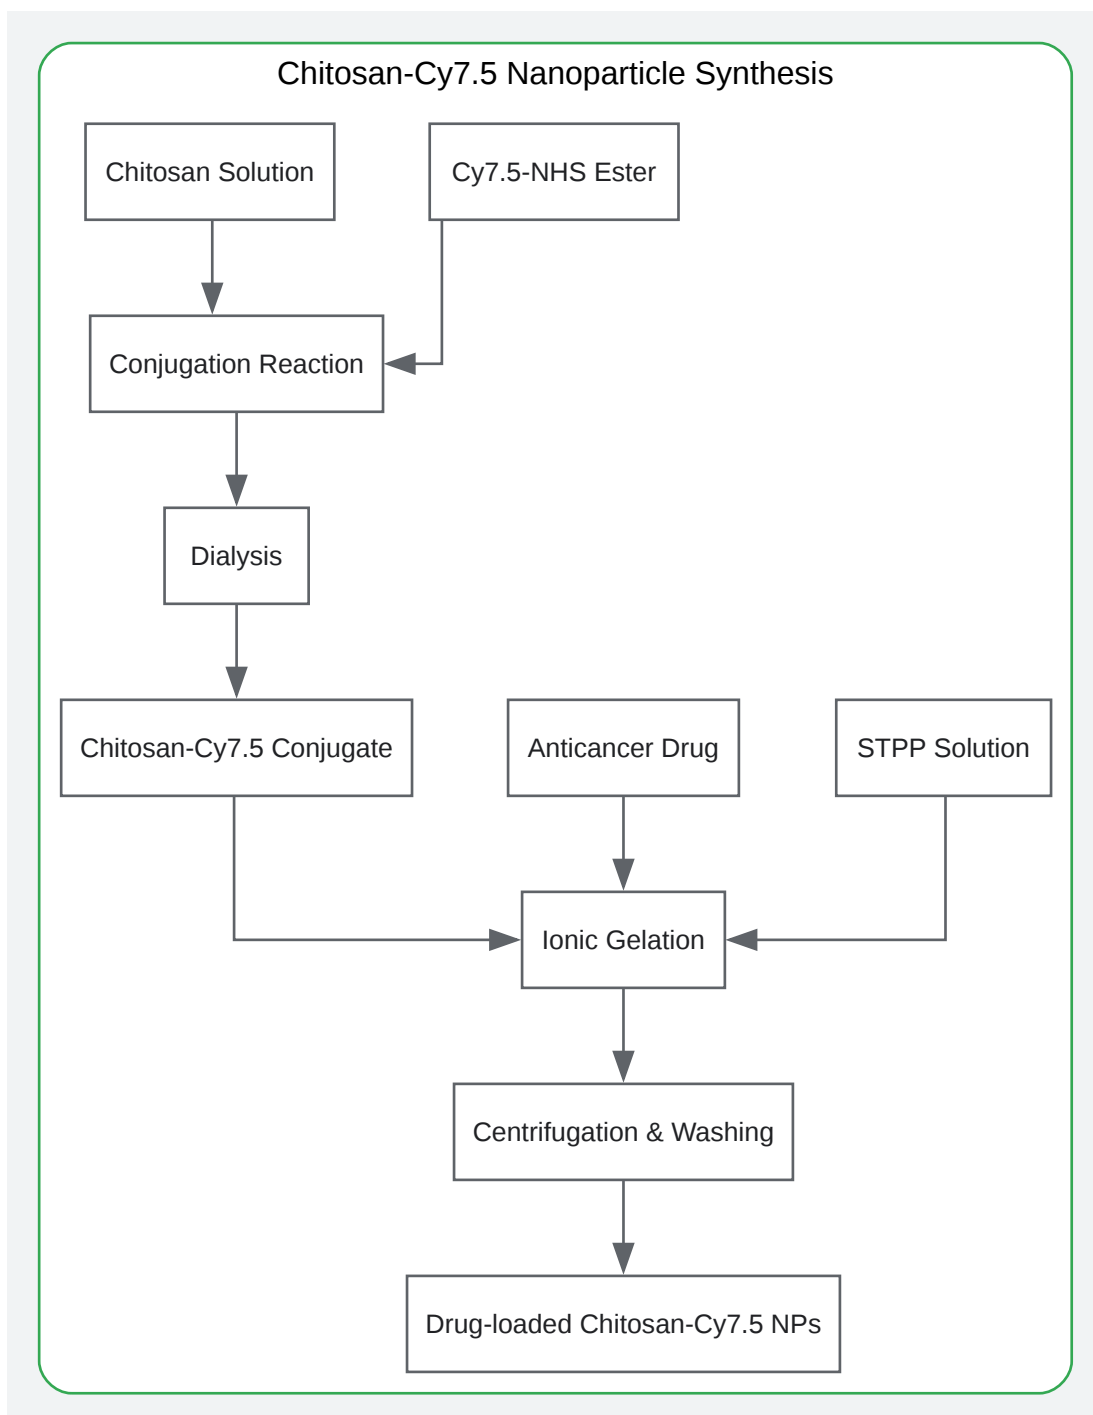 Chitosan-Cy7.5 Nanoparticle Synthesis
Chitosan Solution
Cy7.5-NHS Ester
Conjugation Reaction
Dialysis
Chitosan-Cy7.5 Conjugate
Anticancer Drug
STPP Solution
Ionic Gelation
Centrifugation & Washing
Drug-loaded Chitosan-Cy7.5 NPs